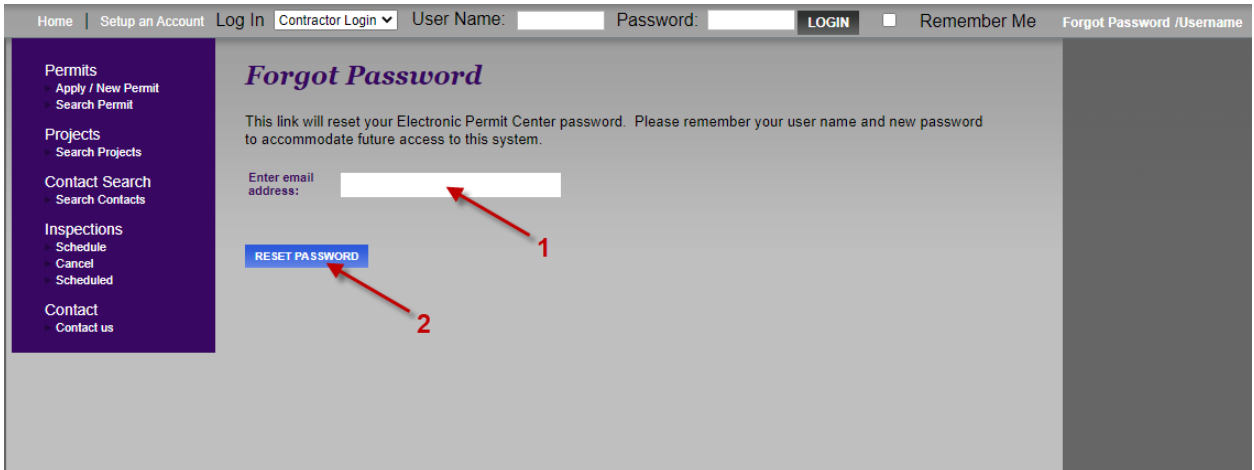 Home | Setup an Account Log In Contractor Login User Name: Password: LOGIN Remember Me Forgot Password /Username
Permits
Apply / New Permit
Search Permit
Projects
Search Projects
Contact Search
Search Contacts
Inspections
Schedule
Cancel
Scheduled
Contact
Contact us
Forgot Password
This link will reset your Electronic Permit Center password. Please remember your user name and new password
to accommodate future access to this system.
Enter email
address:
1
RESET PASSWORD
2